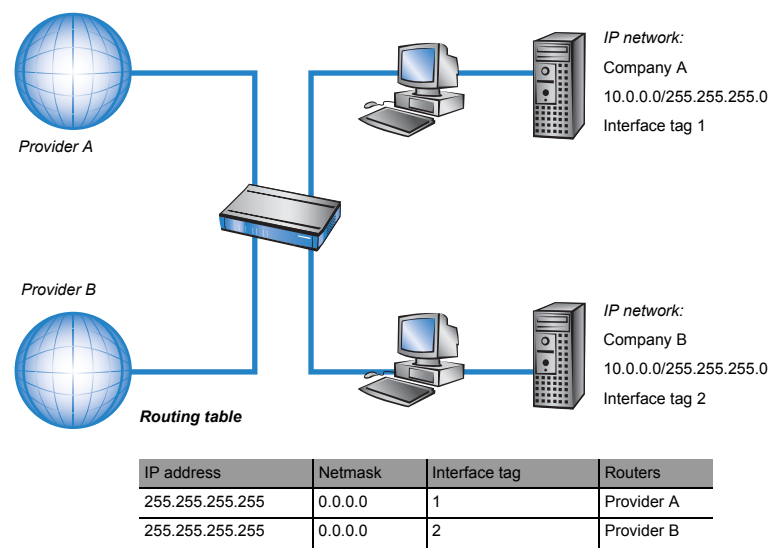 Provider A
IP network:
Company A
10.0.0.0/255.255.255.0
Interface tag 1
Provider B
IP network:
Company B
10.0.0.0/255.255.255.0
Interface tag 2
Routing table
IP address Netmask Interface tag Routers
255.255.255.255 0.0.0.0 1 Provider A
255.255.255.255 0.0.0.0 2 Provider B